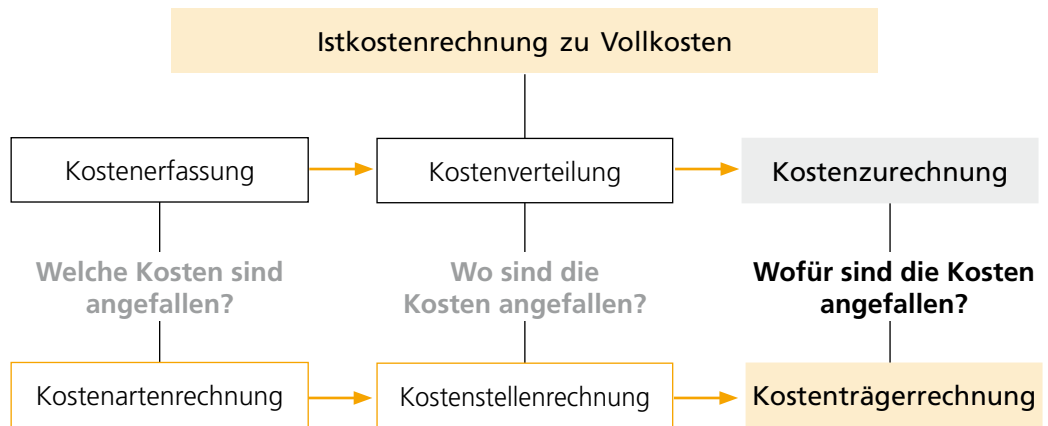 Istkostenrechnung zu Vollkosten
Kostenerfassung
Kostenverteilung
Kostenzurechnung
Welche Kosten sind
angefallen?
Wo sind die
Kosten angefallen?
Wofür sind die Kosten
angefallen?
Kostenartenrechnung
Kostenstellenrechnung
Kostenträgerrechnung